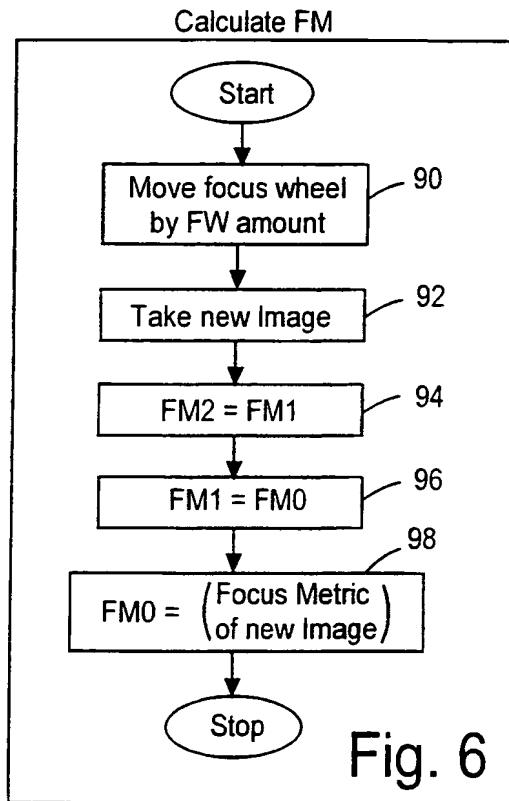 Calculate FM
Start
Move focus wheel
by FW amount
90
Take new Image
92
FM2 = FM1
94
FM1 = FM0
96
98
FM0 = (Focus Metric
of new Image)
Stop
Fig. 6